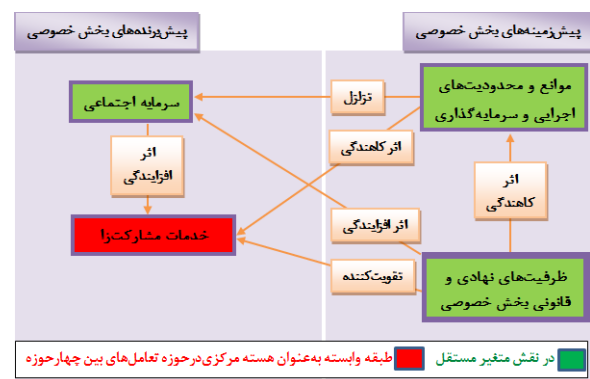 پیش‌زمینه‌های بخش خصوصی
پیش‌برنده‌های بخش خصوصی
موانع و محدودیت‌های
اجرایی و سرمایه‌گذاری
تزلزل
سرمایه اجتماعی
اثر کاهندگی
اثر
افزایندگی
اثر
کاهندگی
اثر افزایندگی
خدمات مشارکت‌زا
ظرفیت‌های نهادی و
قانونی بخش خصوصی
تقویت‌کننده
در نقش متغیر مستقل
طبقه وابسته به‌عنوان هسته مرکزی‌درحوزه تعامل‌های بین چهارحوزه